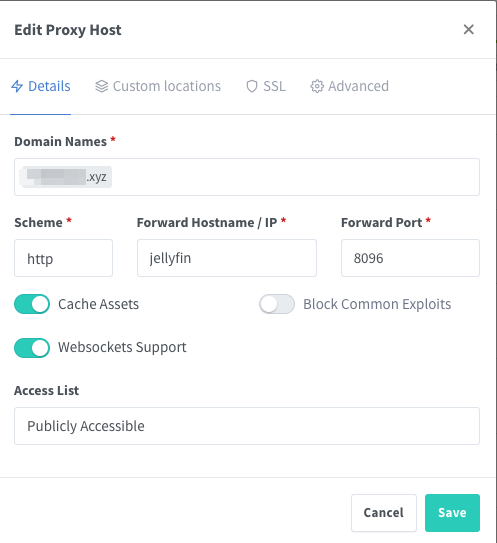 Edit Proxy Host
Details Custom locations SSL Advanced
Domain Names *
.xyz
Scheme * Forward Hostname / IP * Forward Port *
http jellyfin 8096
Cache Assets Block Common Exploits
Websockets Support
Access List
Publicly Accessible
Cancel Save